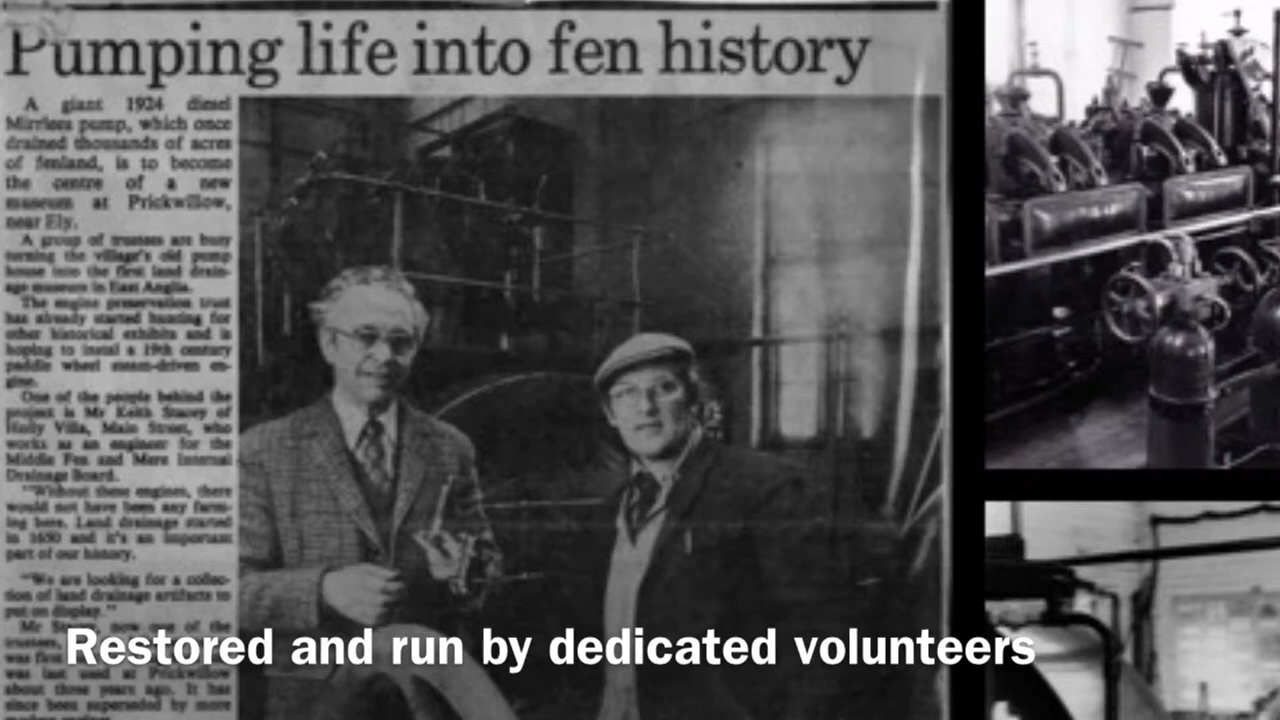 Pumping life into fen history
A giant 1924 diesel
Mirrlees pump, which once
drained thousands of acres
of fenland, is to become
the centre of a new
museum at Prickwillow,
near Ely.
A group of trustees are busy
turning the village's old pump
house into the first land drain-
age museum in East Anglia.
The engine preservation trust
has already started hunting for
other historical exhibits and is
hoping to instal a 19th century
paddle wheel steam-driven en-
gine.
One of the people behind the
project is Mr Keith Stacey of
Holly Villa, Main Street, who
works as an engineer for the
Middle Fen and Mere Internal
Drainage Board.
"Without these engines, there
would not have been any farm-
ing here. Land drainage started
in 1650 and it's an important
part of our history.
"We are looking for a collec-
tion of land drainage artifacts to
put on display."
Mr now one of the
trustees,
was
was last used at Prickwillow
about three years ago. It has
since been superseded by more
Restored and run by dedicated volunteers